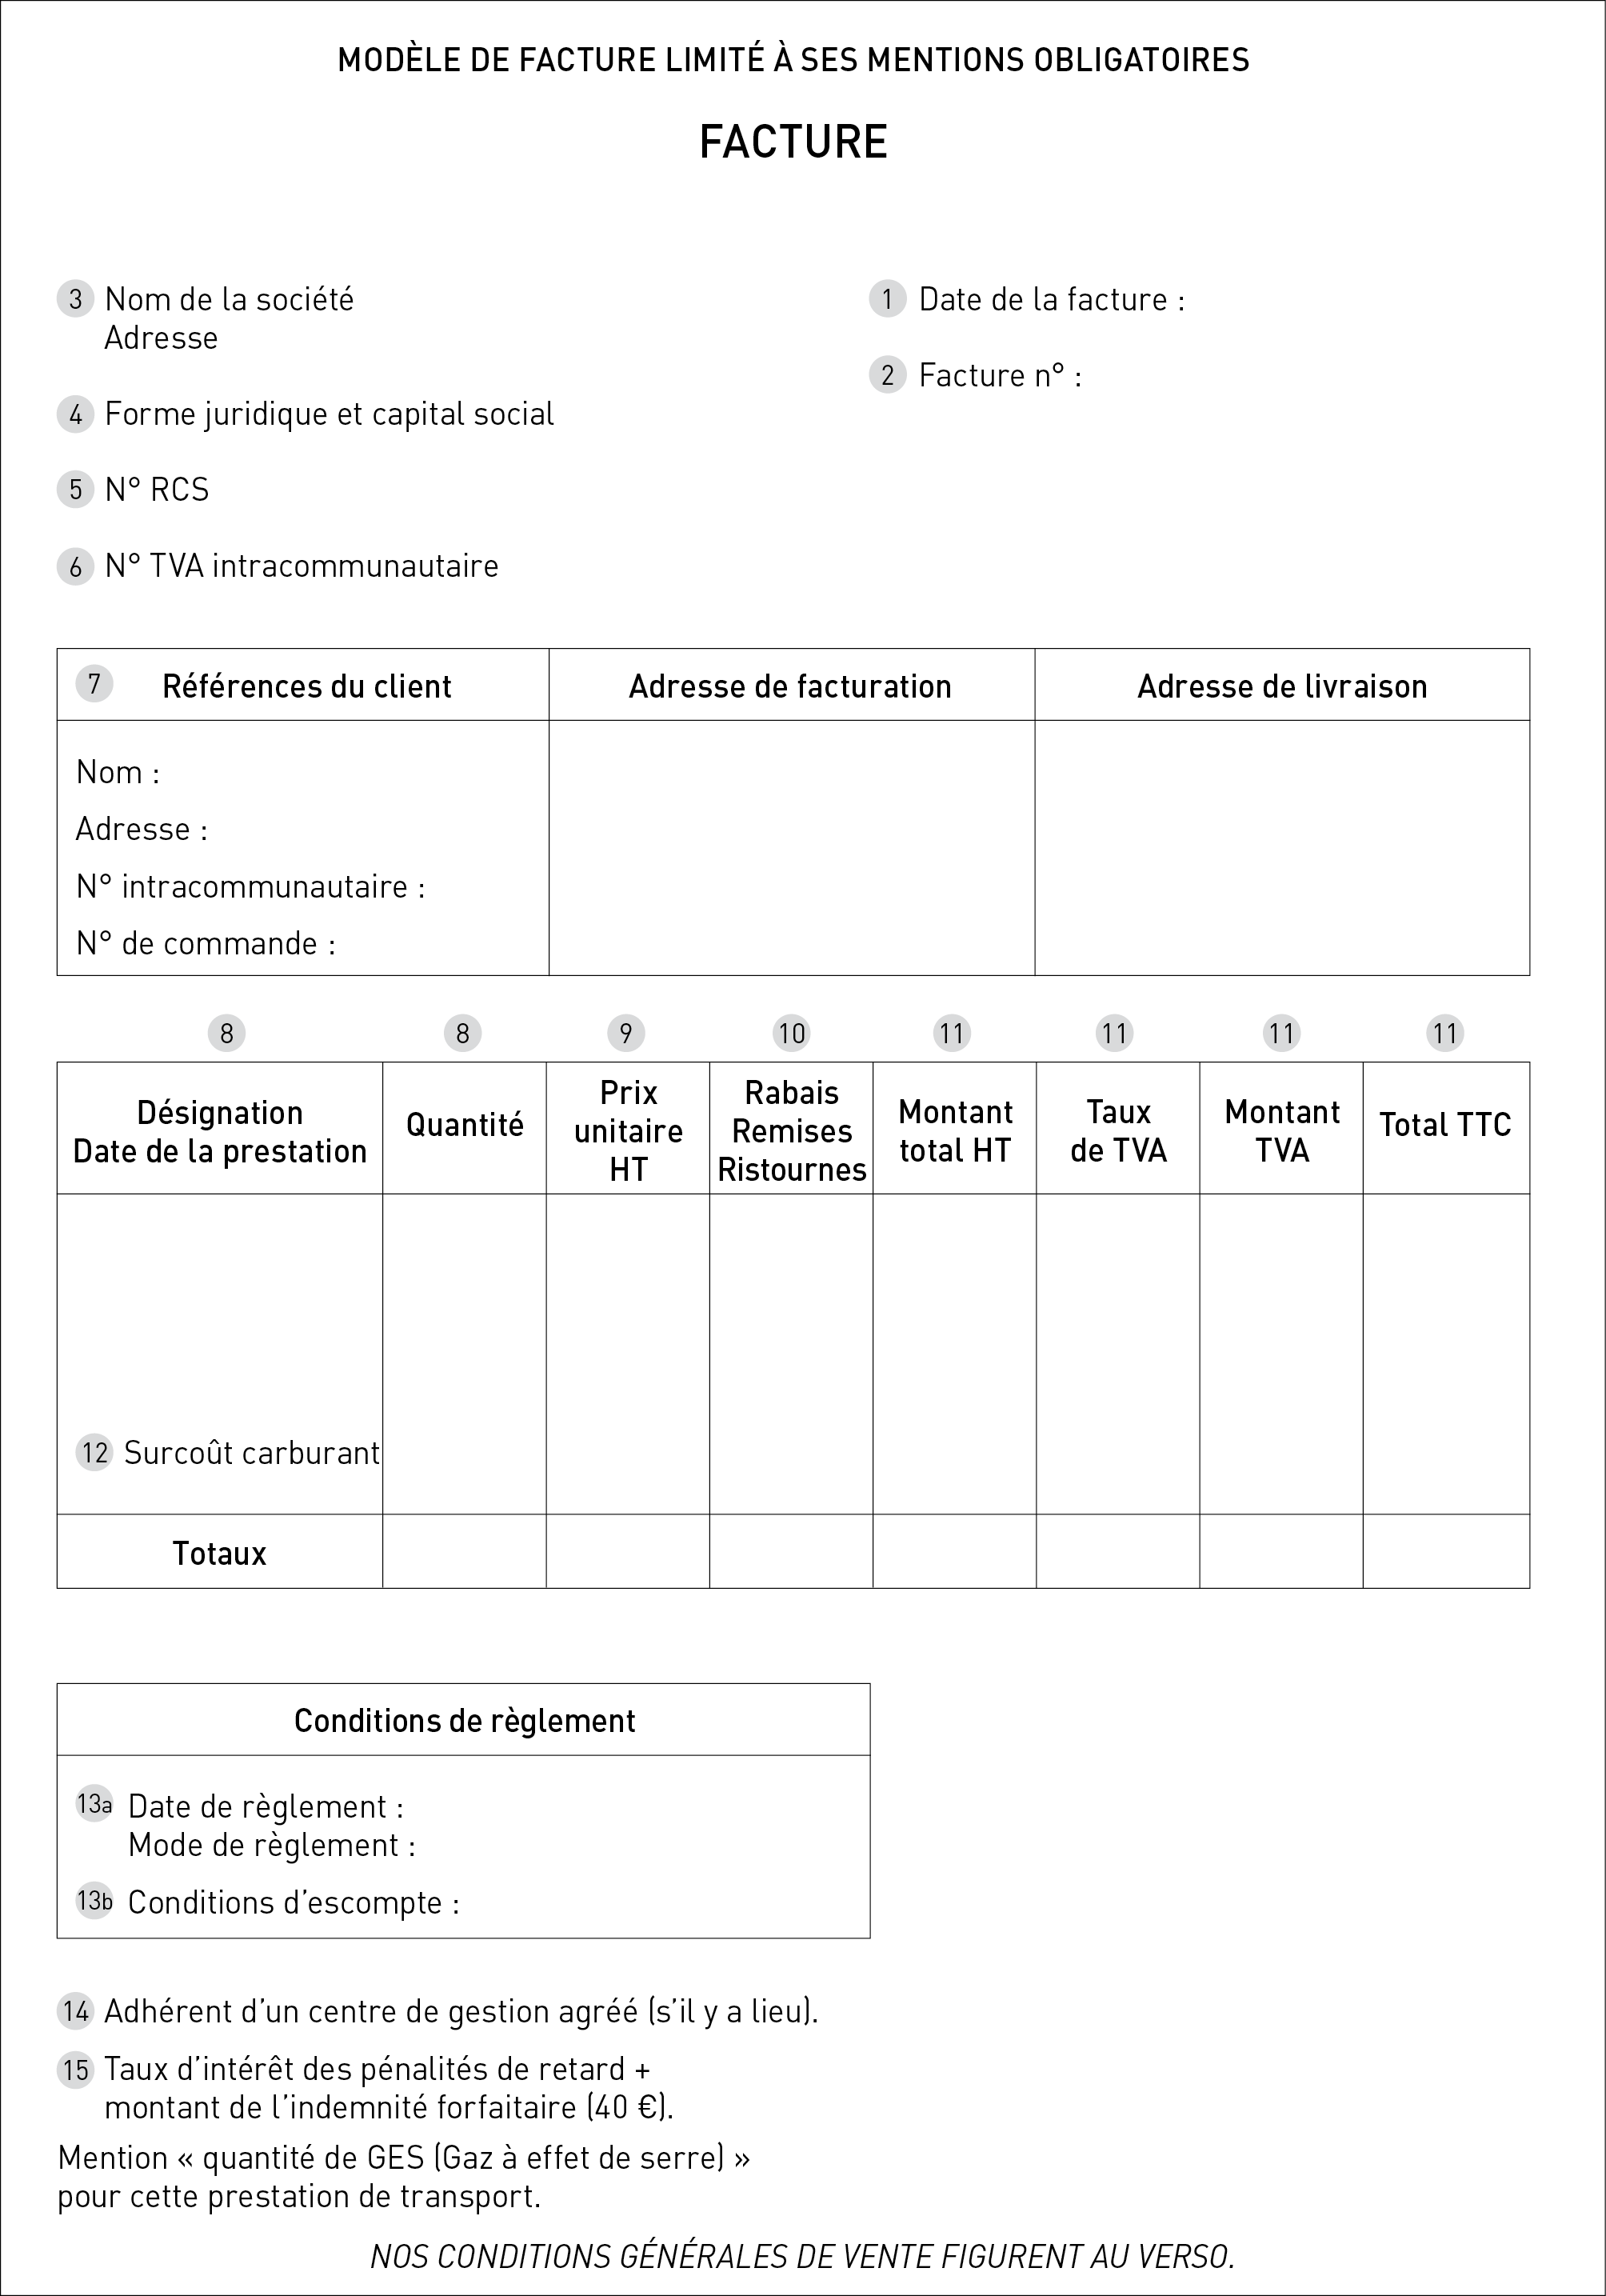 MODÈLE DE FACTURE LIMITÉ À SES MENTIONS OBLIGATOIRES
FACTURE
3 Nom de la société
Adresse
4 Forme juridique et capital social
5 N° RCS
6 N° TVA intracommunautaire
1 Date de la facture :
2 Facture n° :
7 Références du client
Adresse de facturation
Adresse de livraison
Nom :
Adresse :
N° intracommunautaire :
N° de commande :
8 8 9 10 11 11 11 11
Désignation
Date de la prestation
Quantité
Prix
unitaire
HT
Rabais
Remises
Ristournes
Montant
total HT
Taux
de TVA
Montant
TVA
Total TTC
12 Surcoût carburant
Totaux
Conditions de règlement
13a Date de règlement :
Mode de règlement :
13b Conditions d’escompte :
14 Adhérent d’un centre de gestion agréé (s’il y a lieu).
15 Taux d’intérêt des pénalités de retard +
montant de l’indemnité forfaitaire (40 €).
Mention « quantité de GES (Gaz à effet de serre) »
pour cette prestation de transport.
NOS CONDITIONS GÉNÉRALES DE VENTE FIGURENT AU VERSO.